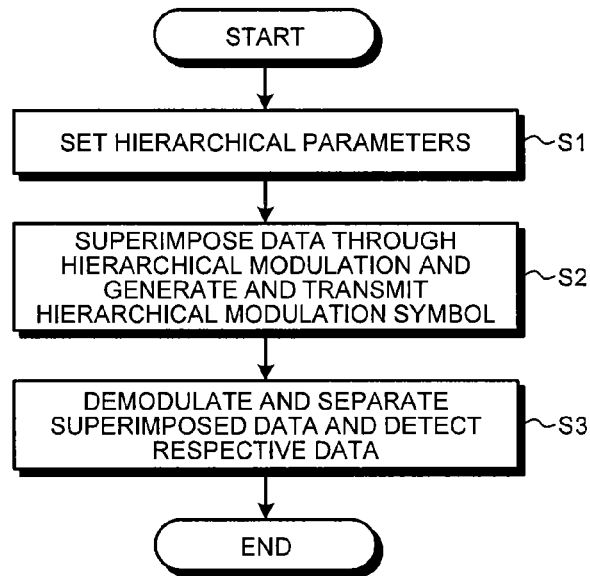 START
SET HIERARCHICAL PARAMETERS
S1
SUPERIMPOSE DATA THROUGH
HIERARCHICAL MODULATION AND
GENERATE AND TRANSMIT
HIERARCHICAL MODULATION SYMBOL
S2
DEMODULATE AND SEPARATE
SUPERIMPOSED DATA AND DETECT
RESPECTIVE DATA
S3
END